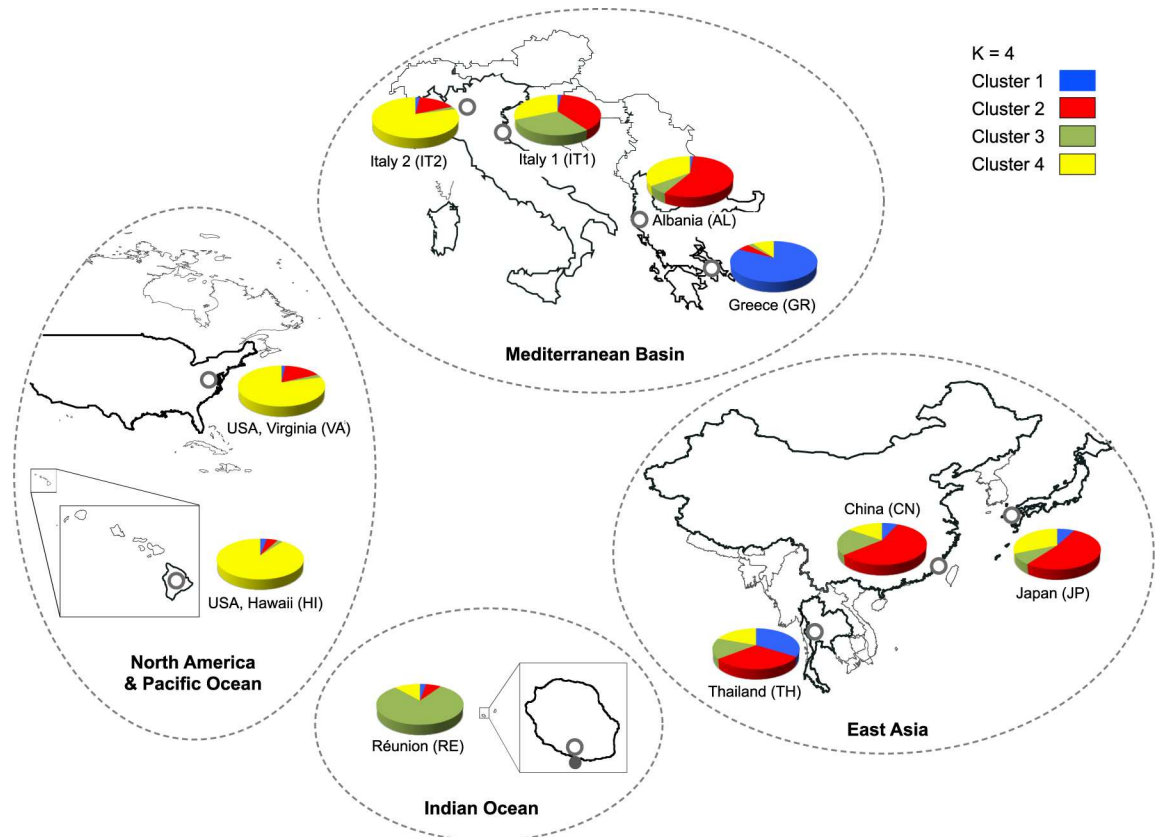 K = 4
Cluster 1
Cluster 2
Cluster 3
Cluster 4
Italy 2 (IT2)
Italy 1 (IT1)
Albania (AL)
Greece (GR)
Mediterranean Basin
USA, Virginia (VA)
USA, Hawaii (HI)
North America
& Pacific Ocean
China (CN)
Japan (JP)
Thailand (TH)
East Asia
Réunion (RE)
Indian Ocean